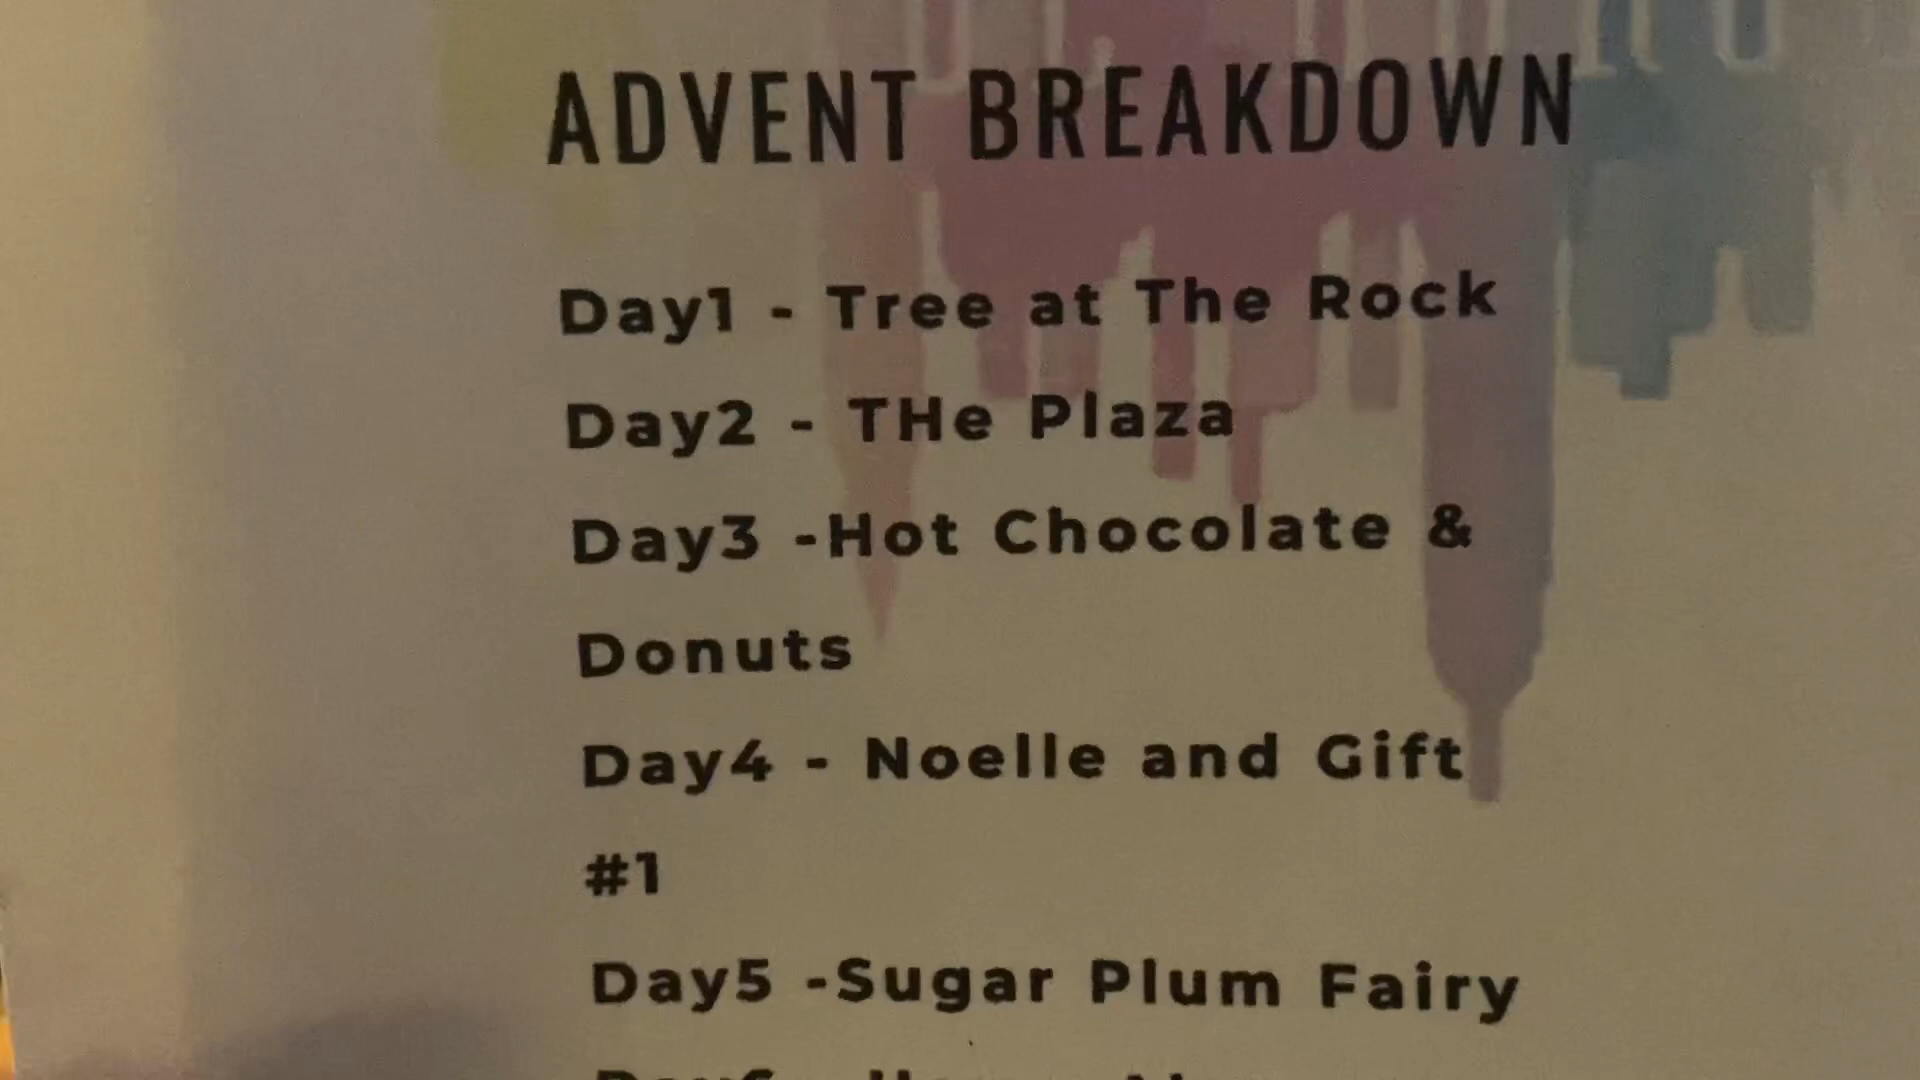 ADVENT BREAKDOWN
Day1 - Tree at The Rock
Day2 - THe Plaza
Day3 -Hot Chocolate &
Donuts
Day4 - Noelle and Gift
#1
Day5 -Sugar Plum Fairy